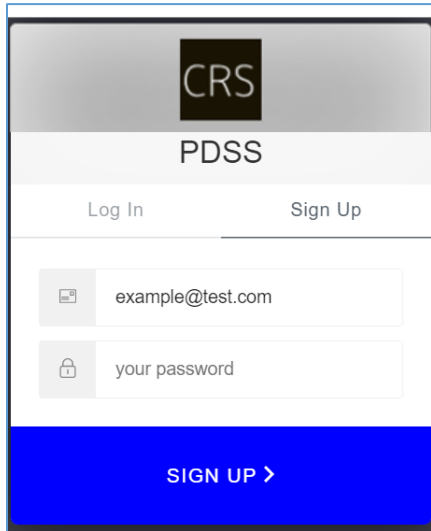 CRS
PDSS
Log In Sign Up
example@test.com
your password
SIGN UP >